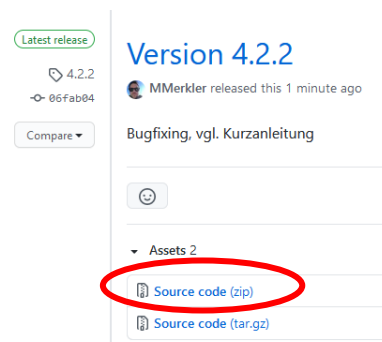 Latest release
4.2.2
06fab04
Compare
Version 4.2.2
MMerkler released this 1 minute ago
Bugfixing, vgl. Kurzanleitung
Assets 2
Source code (zip)
Source code (tar.gz)